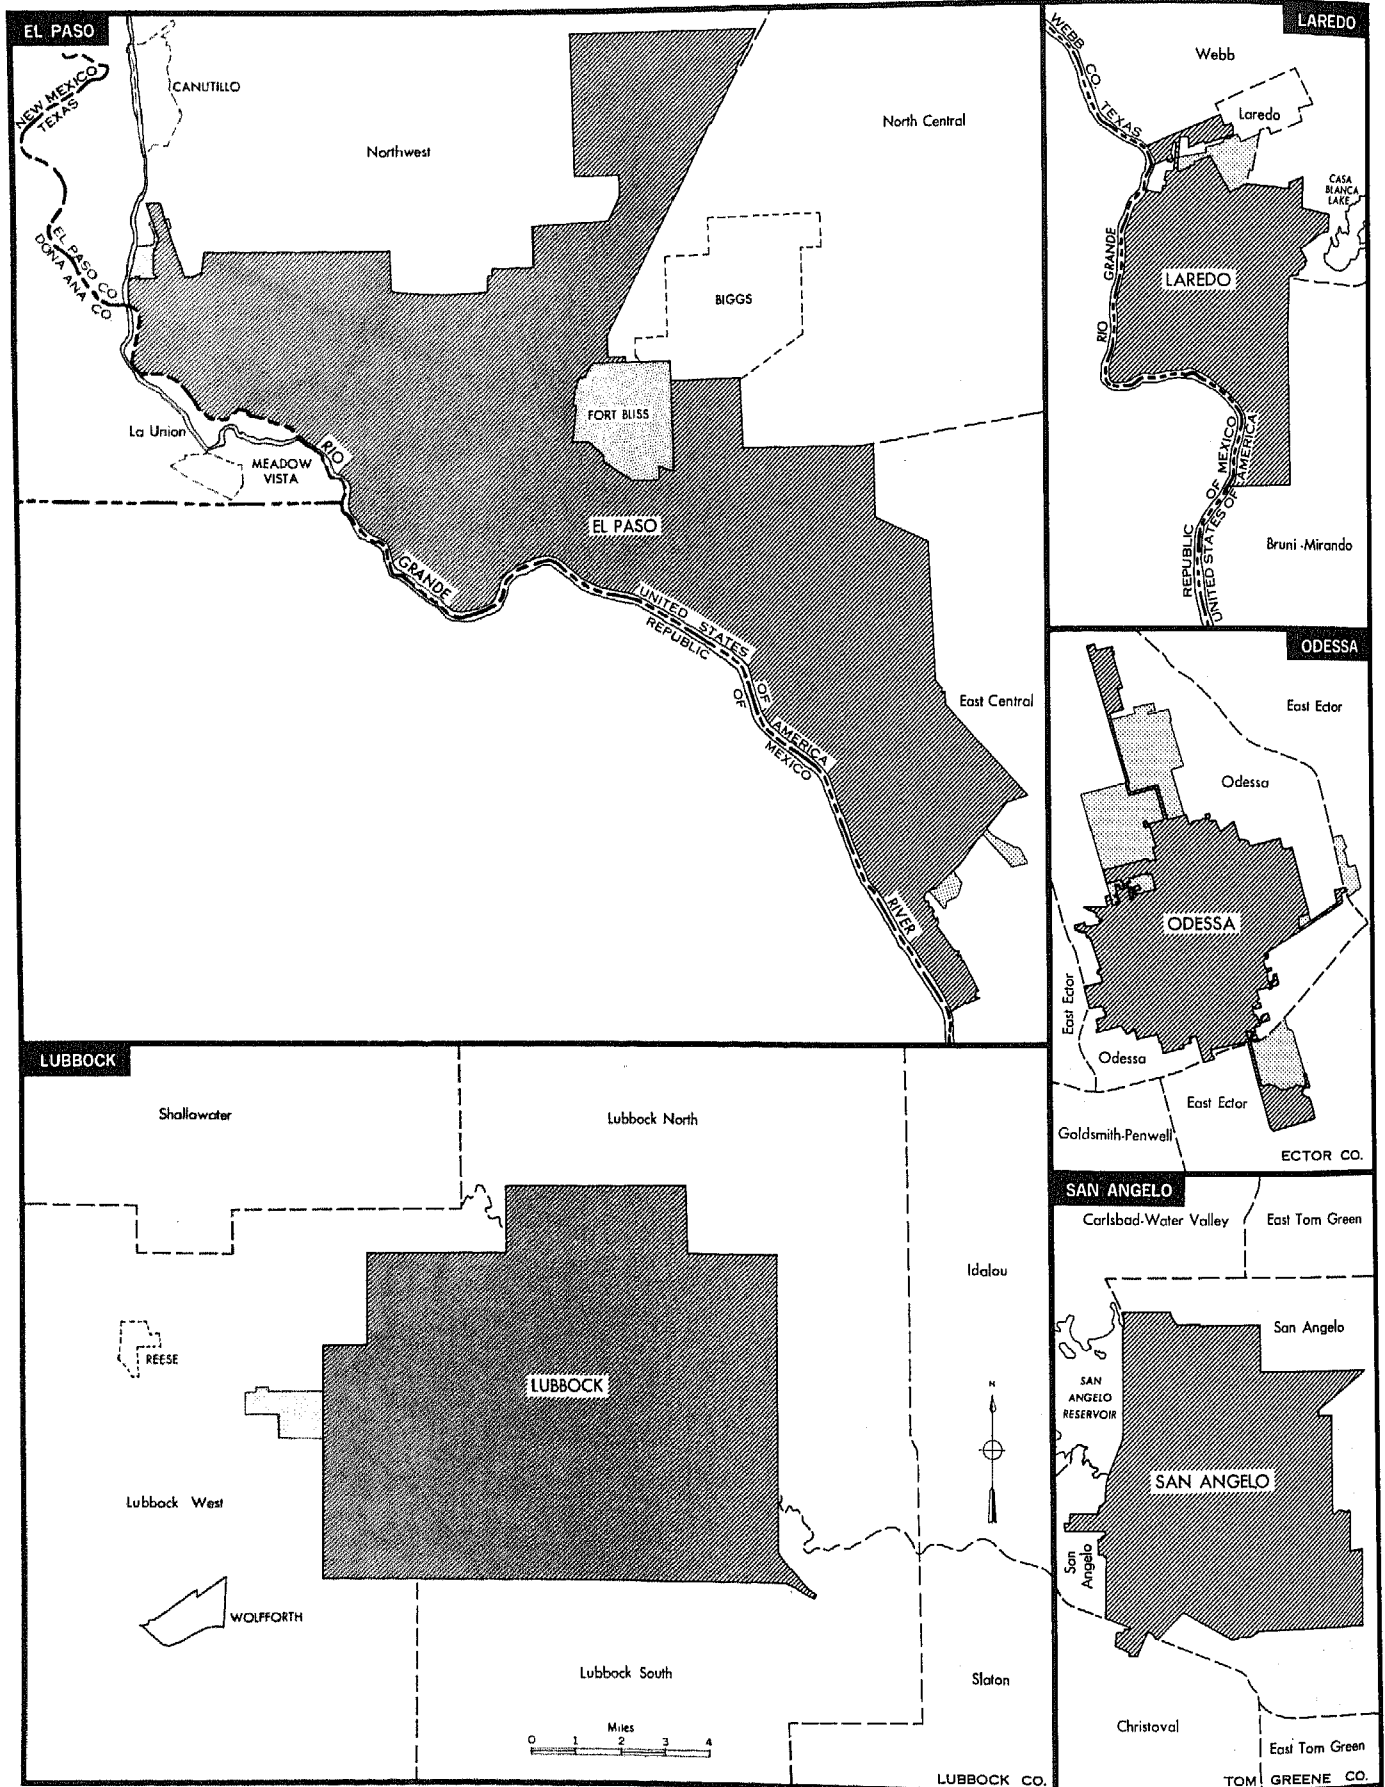 EL PASO
NEW MEXICO
TEXAS
CANUTILLO
Northwest
North Central
EL PASO CO
DONA ANA CO
BIGGS
FORT BLISS
La Union
MEADOW
VISTA
RIO
GRANDE
EL PASO
UNITED STATES
REPUBLIC
OF
OF
AMERICA
MEXICO
East Central
RIVER
LAREDO
WEBB CO. TEXAS
Webb
Laredo
CASA
BLANCA
LAKE
RIO GRANDE
LAREDO
REPUBLIC OF MEXICO
UNITED STATES OF AMERICA
Bruni-Mirando
ODESSA
East Ector
Odessa
ODESSA
East Ector
Odessa
East Ector
Goldsmith-Penwell
ECTOR CO.
LUBBOCK
Shallowater
Lubbock North
Idalou
REESE
LUBBOCK
N
Lubbock West
WOLFFORTH
Lubbock South
Slaton
Miles
0 1 2 3 4
LUBBOCK CO.
SAN ANGELO
Carlsbad-Water Valley
East Tom Green
San Angelo
SAN
ANGELO
RESERVOIR
SAN ANGELO
San
Angelo
Christoval
East Tom Green
TOM GREENE CO.